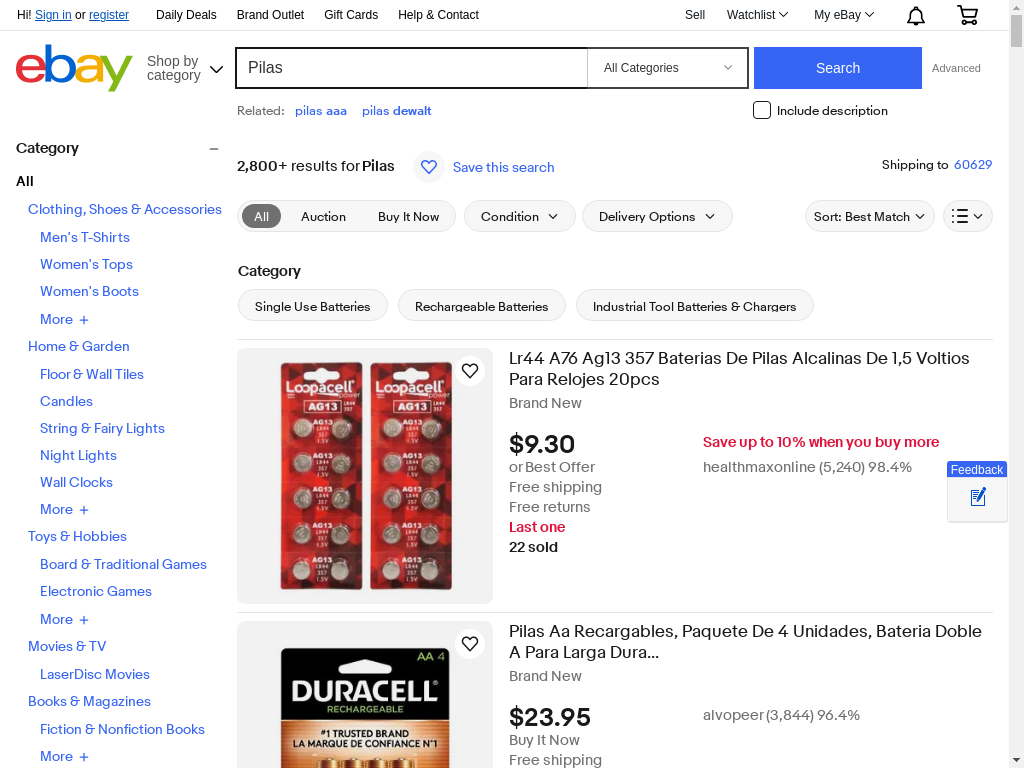 Hi! Sign in or register
Daily Deals
Brand Outlet
Gift Cards
Help & Contact
Sell
Watchlist
My eBay
ebay
Shop by category
Pilas
All Categories
Search
Advanced
Related: pilas aaa pilas dewalt
Include description
Category
All
Clothing, Shoes & Accessories
Men's T-Shirts
Women's Tops
Women's Boots
More
Home & Garden
Floor & Wall Tiles
Candles
String & Fairy Lights
Night Lights
Wall Clocks
More
Toys & Hobbies
Board & Traditional Games
Electronic Games
More
Movies & TV
LaserDisc Movies
Books & Magazines
Fiction & Nonfiction Books
More
2,800+ results for Pilas
Save this search
Shipping to 60629
All
Auction
Buy It Now
Condition
Delivery Options
Sort: Best Match
Category
Single Use Batteries
Rechargeable Batteries
Industrial Tool Batteries & Chargers
Loopacell
AG13
Loopacell
AG13
Lr44 A76 Ag13 357 Baterias De Pilas Alcalinas De 1,5 Voltios
Para Relojes 20pcs
Brand New
$9.30
or Best Offer
Free shipping
Free returns
Last one
22 sold
Save up to 10% when you buy more
healthmaxonline (5,240) 98.4%
Feedback
AA 4
DURACELL
RECHARGEABLE
#1 TRUSTED BRAND
LA MARQUE DE CONFIANCE N°1
Pilas Aa Recargables, Paquete De 4 Unidades, Bateria Doble
A Para Larga Dura...
Brand New
$23.95
Buy It Now
Free shipping
alvopeer (3,844) 96.4%